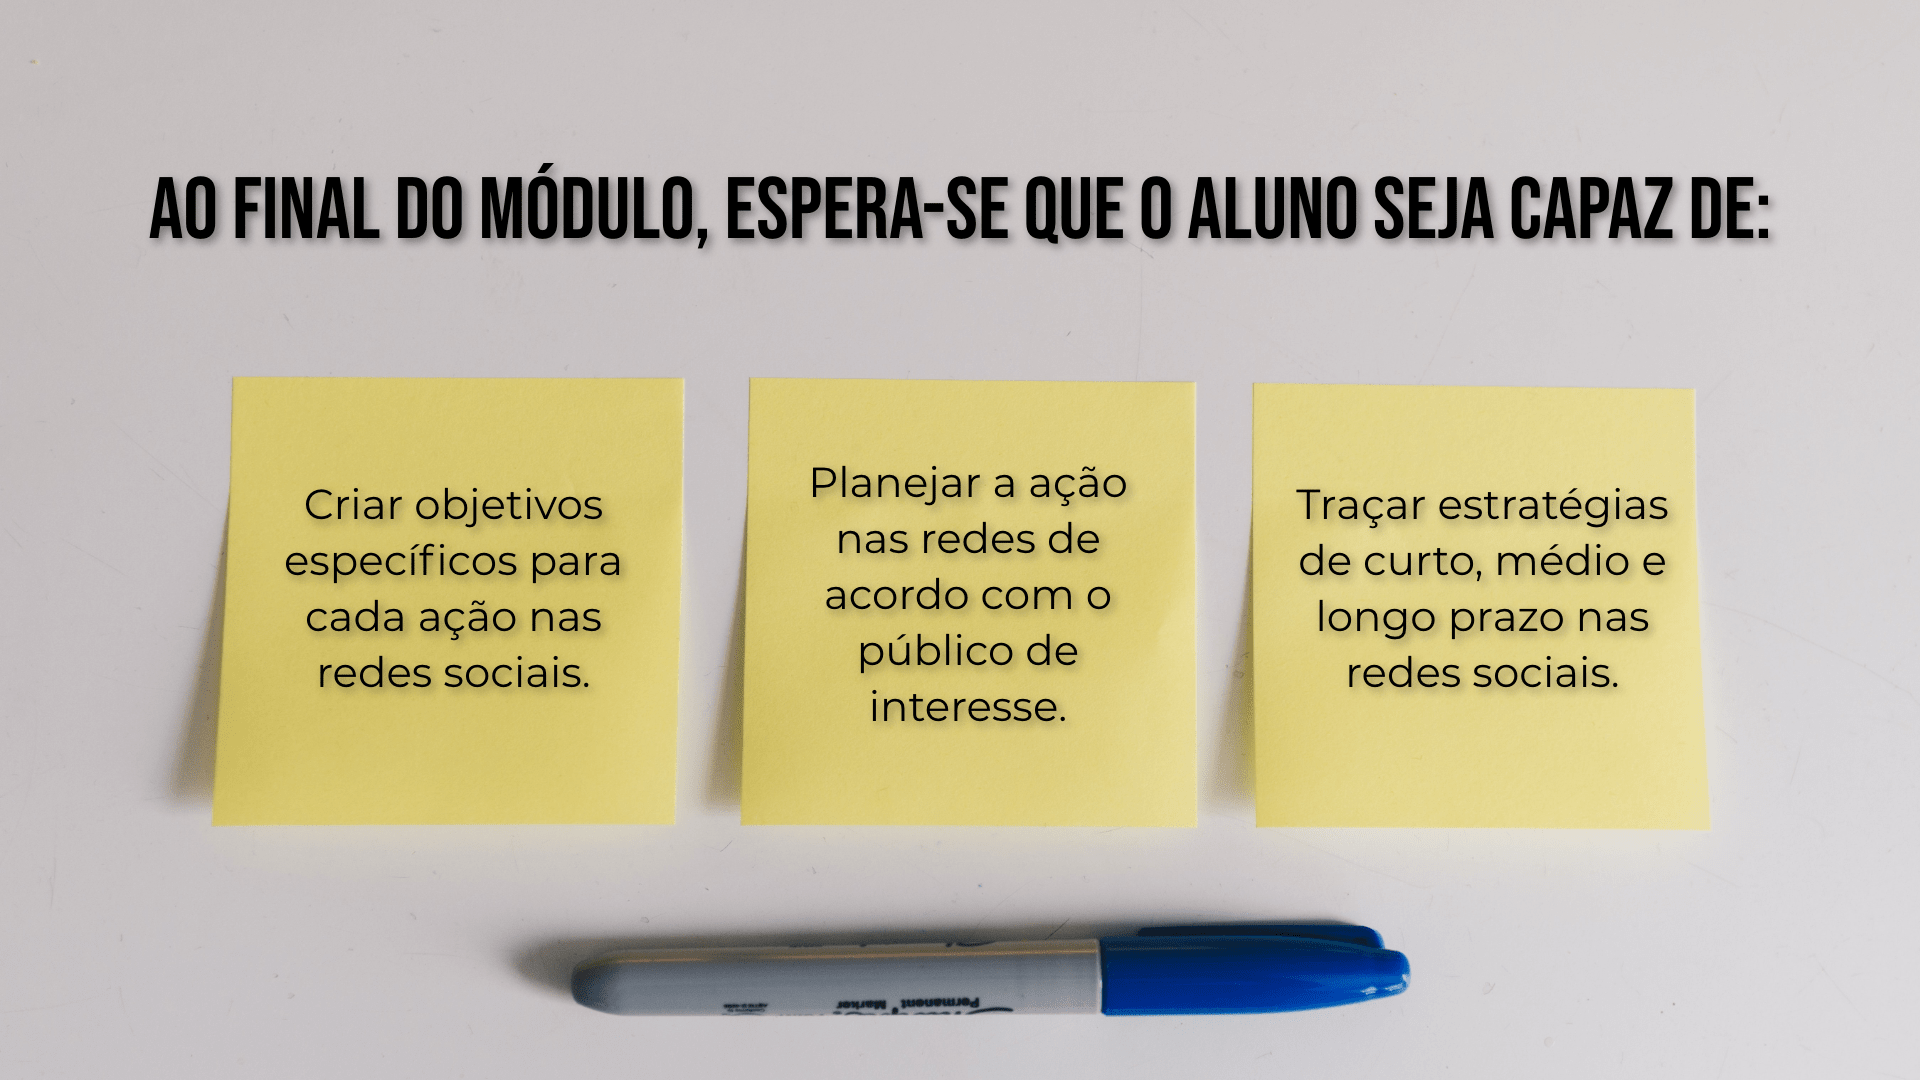 AO FINAL DO MÓDULO, ESPERA-SE QUE O ALUNO SEJA CAPAZ DE:
Criar objetivos
específicos para
cada ação nas
redes sociais.
Planejar a ação
nas redes de
acordo com o
público de
interesse.
Traçar estratégias
de curto, médio e
longo prazo nas
redes sociais.
Permanent Marker